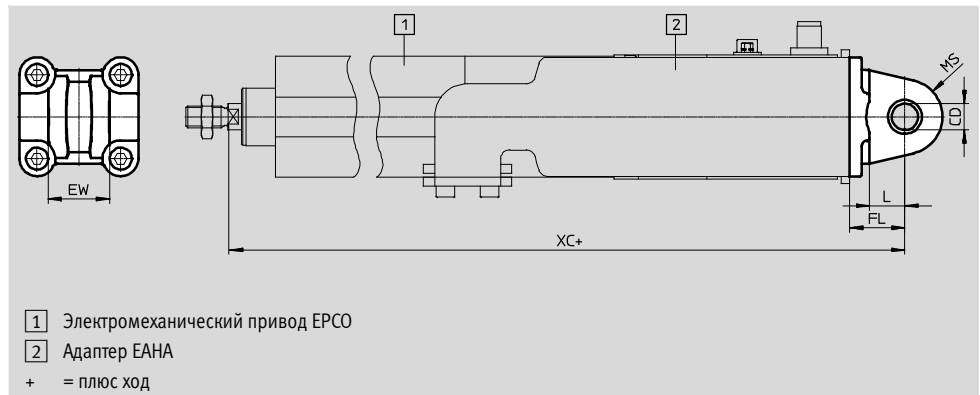 1
2
MS
CD
EW
L
FL
XC+
1 Электромеханический привод EPCO
2 Адаптер EAHA
+ = плюс ход